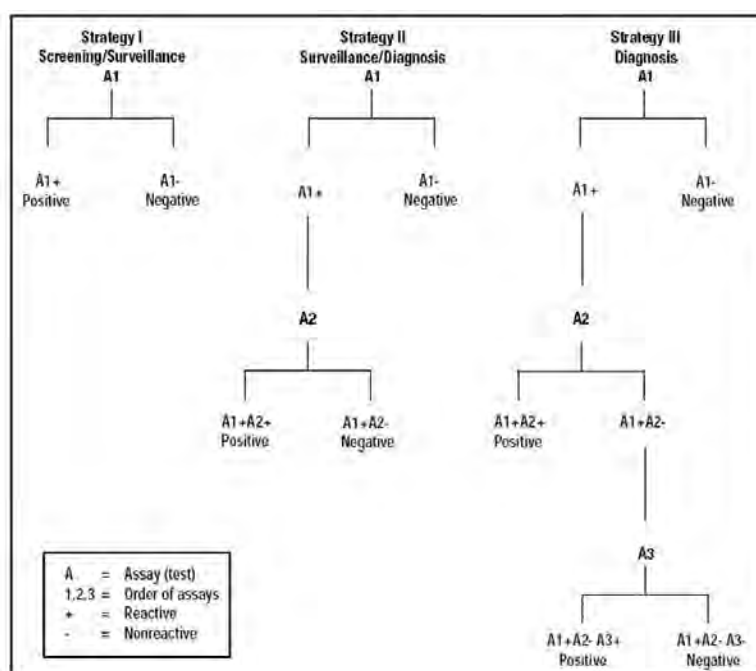 Strategy I
Screening/Surveillance
A1
A1+
Positive
A1-
Negative
Strategy II
Surveillance/Diagnosis
A1
A1+
A1-
Negative
A2
A1+A2+
Positive
A1+A2-
Negative
Strategy III
Diagnosis
A1
A1+
A1-
Negative
A2
A1+A2+
Positive
A1+A2-
A3
A1+A2- A3+
Positive
A1+A2- A3-
Negative
A = Assay (test)
1,2,3 = Order of assays
+ = Reactive
- = Nonreactive